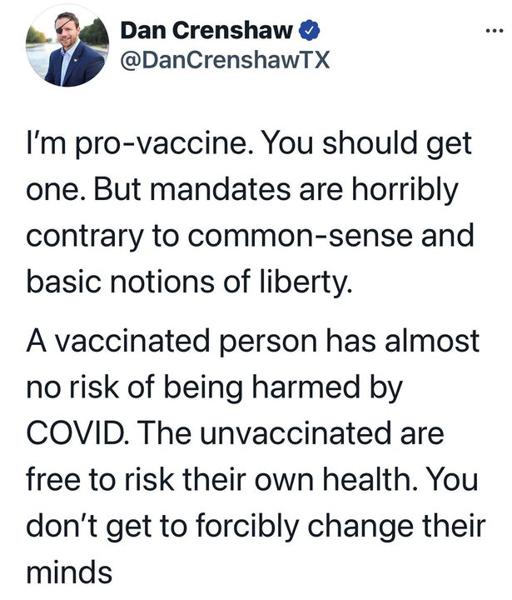 Dan Crenshaw
@DanCrenshawTX
I'm pro-vaccine. You should get
one. But mandates are horribly
contrary to common-sense and
basic notions of liberty.
A vaccinated person has almost
no risk of being harmed by
COVID. The unvaccinated are
free to risk their own health. You
don't get to forcibly change their
minds